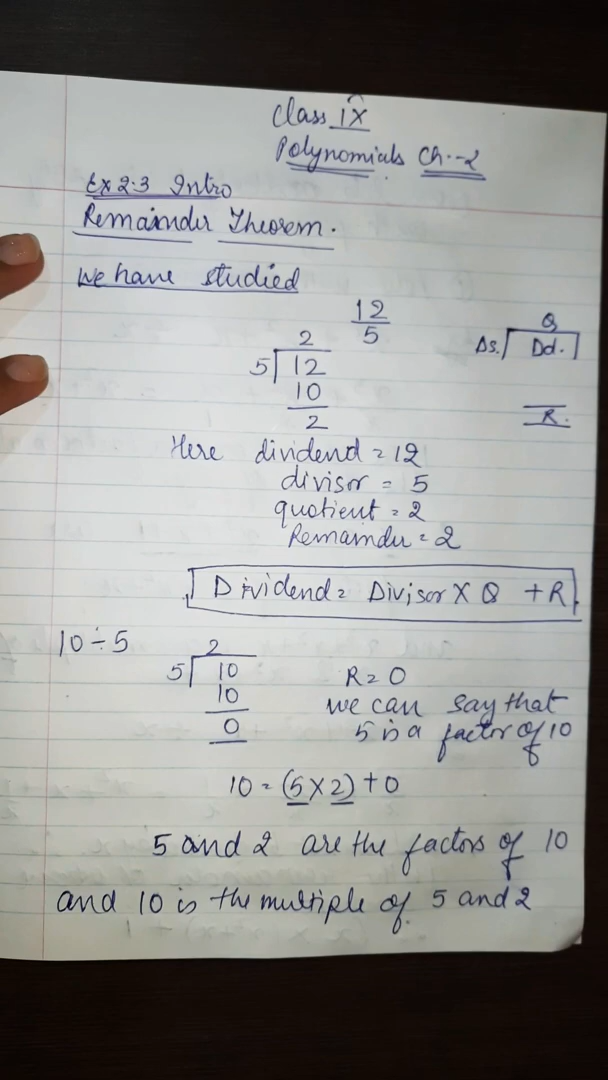 Class IX
Polynomials Ch.-2
Ex 2.3 Intro
Remainder Theorem.
We have studied
12
5
2
5 12
10
2
Q
Ds. Dd.
R.
Here dividend = 12
divisor = 5
quotient = 2
Remainder = 2
Dividend = Divisor X Q + R
10 ÷ 5
2
5 10
10
0
R = 0
we can say that
5 is a factor of 10
10 = (5 X 2) + 0
5 and 2 are the factors of 10
and 10 is the multiple of 5 and 2